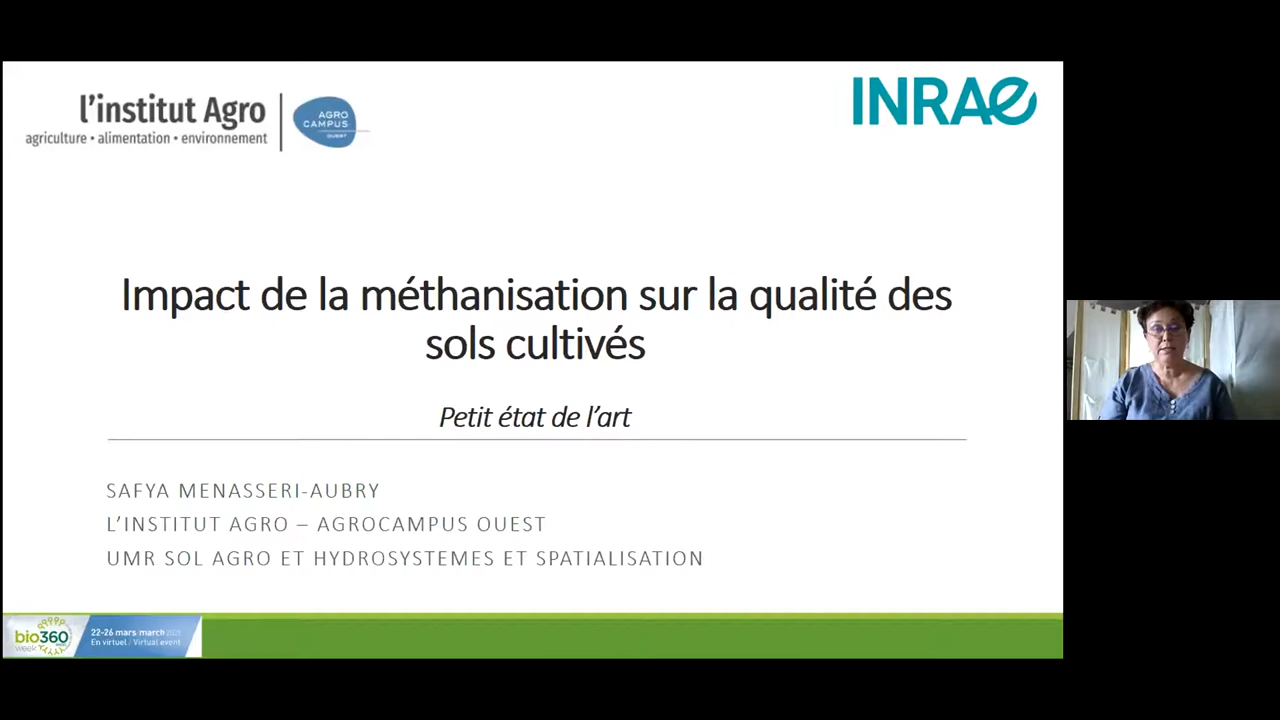 l'institut Agro
agriculture • alimentation • environnement
AGRO
CAMPUS
OUEST
INRAE
Impact de la méthanisation sur la qualité des
sols cultivés
Petit état de l'art
SAFYA MENASSERI-AUBRY
L'INSTITUT AGRO – AGROCAMPUS OUEST
UMR SOL AGRO ET HYDROSYSTEMES ET SPATIALISATION
bio360
week
22-26 mars/march
En virtuel / Virtual event